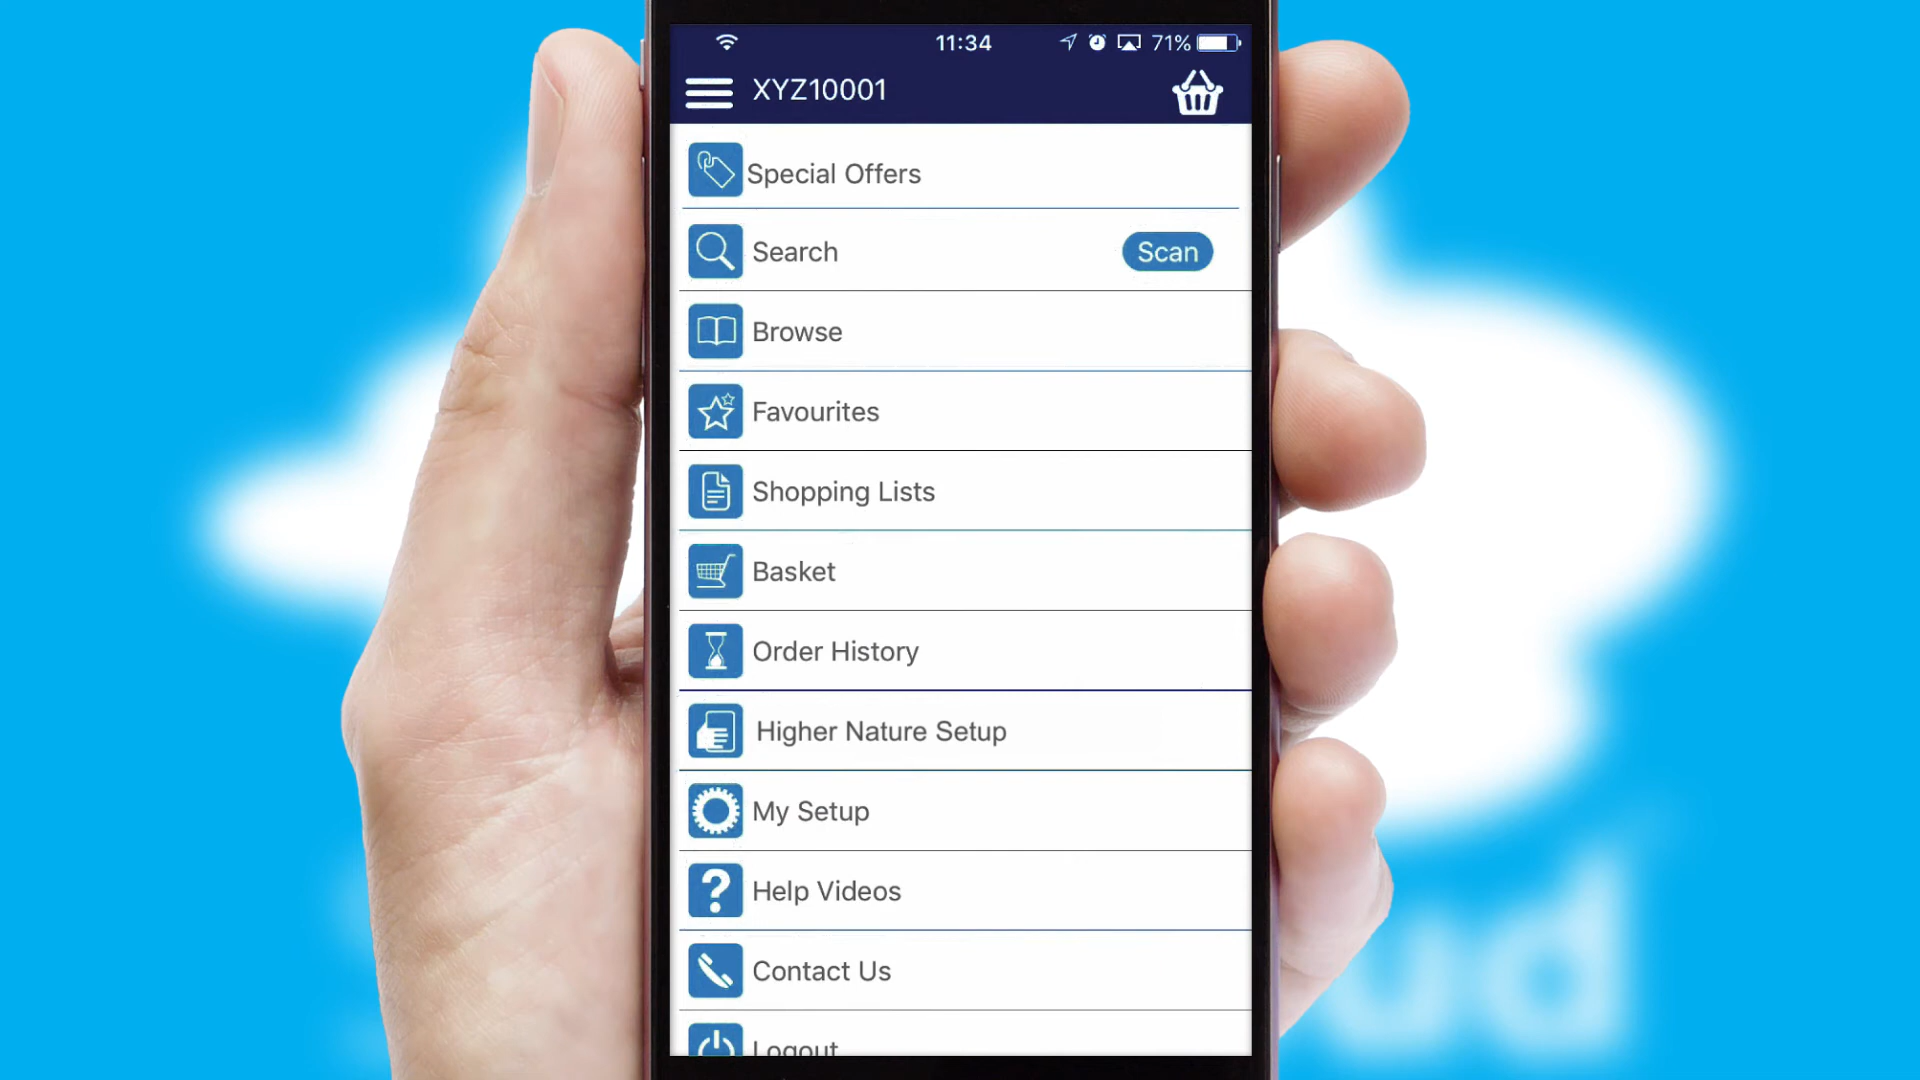 11:34 71%
XYZ10001
Special Offers
Search Scan
Browse
Favourites
Shopping Lists
Basket
Order History
Higher Nature Setup
My Setup
Help Videos
Contact Us
Logout
ud